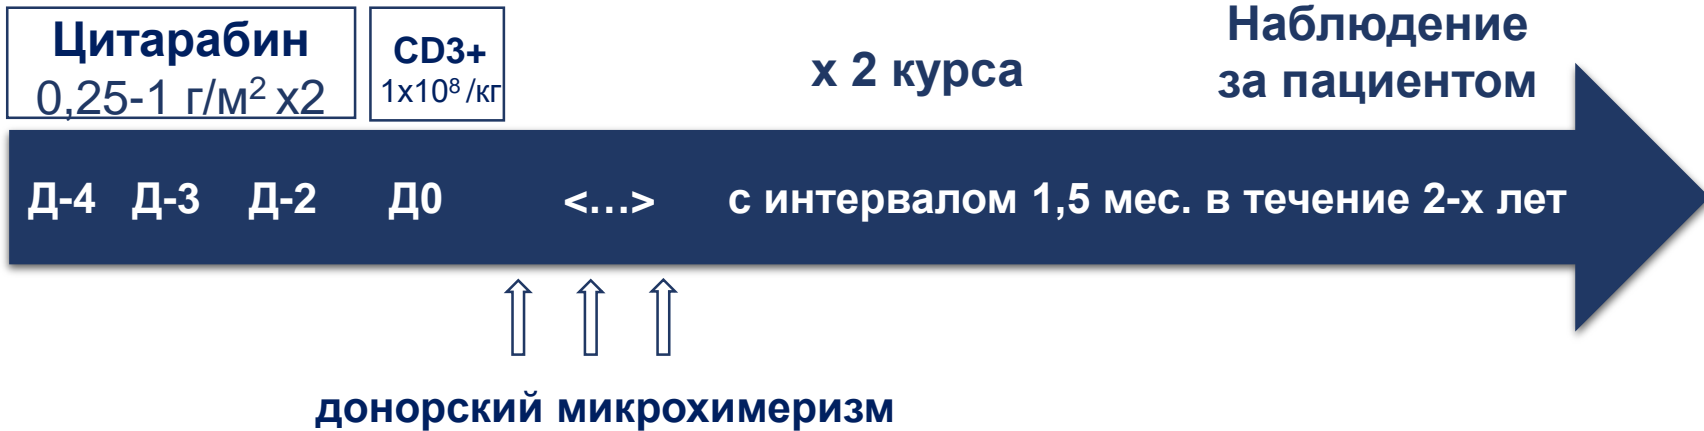 Цитарабин
0,25-1 г/м² х2
CD3+
1х10⁸/кг
х 2 курса
Наблюдение
за пациентом
Д-4 Д-3 Д-2 Д0 <...> с интервалом 1,5 мес. в течение 2-х лет
донорский микрохимеризм